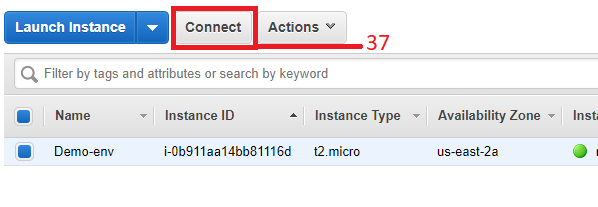 Launch Instance Connect Actions
37
Filter by tags and attributes or search by keyword
Name Instance ID Instance Type Availability Zone Insta
Demo-env i-0b911aa14bb81116d t2.micro us-east-2a